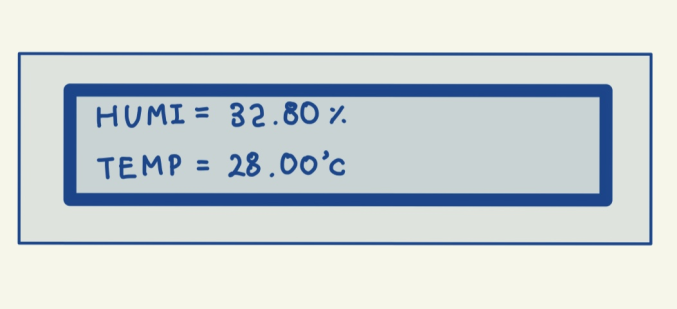 HUMI = 32.80 %
TEMP = 28.00'c